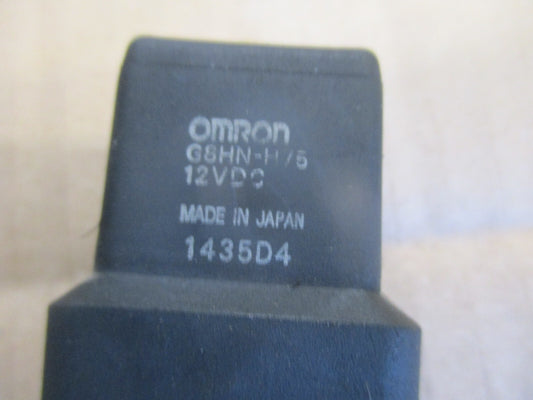 omron
G8HN-H75
12VDC
MADE IN JAPAN
1435D4